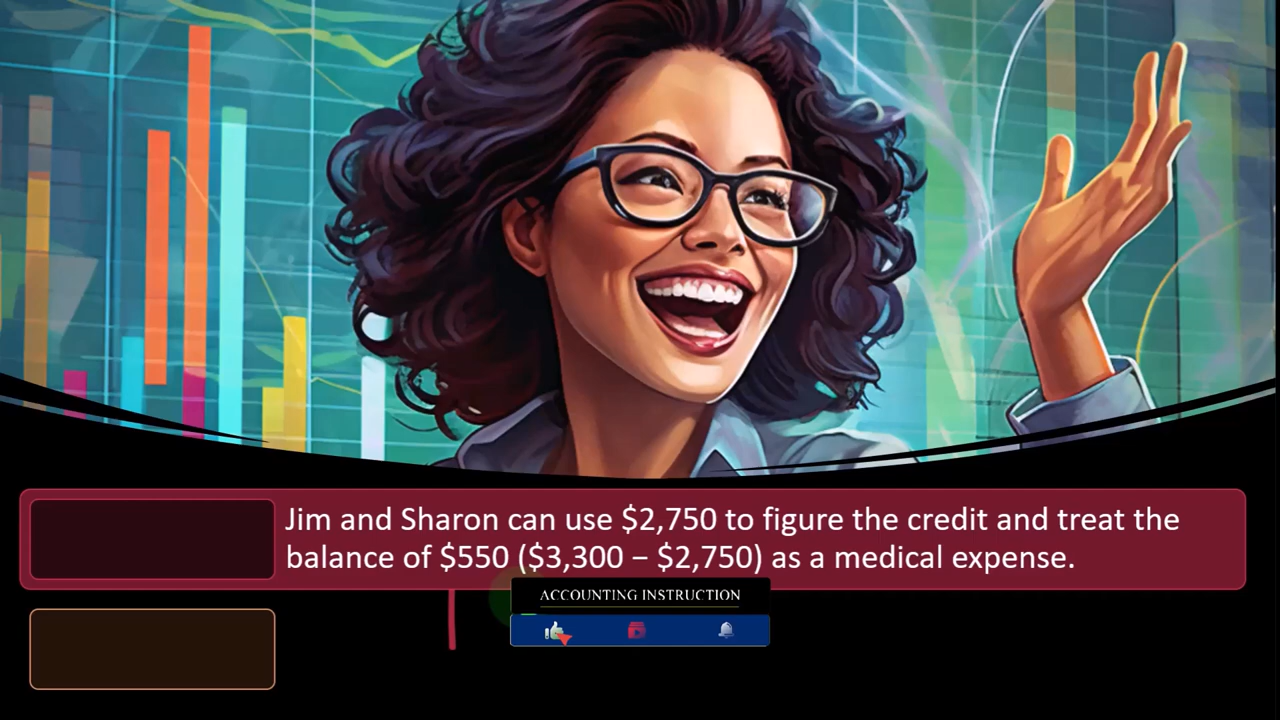 Jim and Sharon can use $2,750 to figure the credit and treat the
balance of $550 ($3,300 − $2,750) as a medical expense.
ACCOUNTING INSTRUCTION